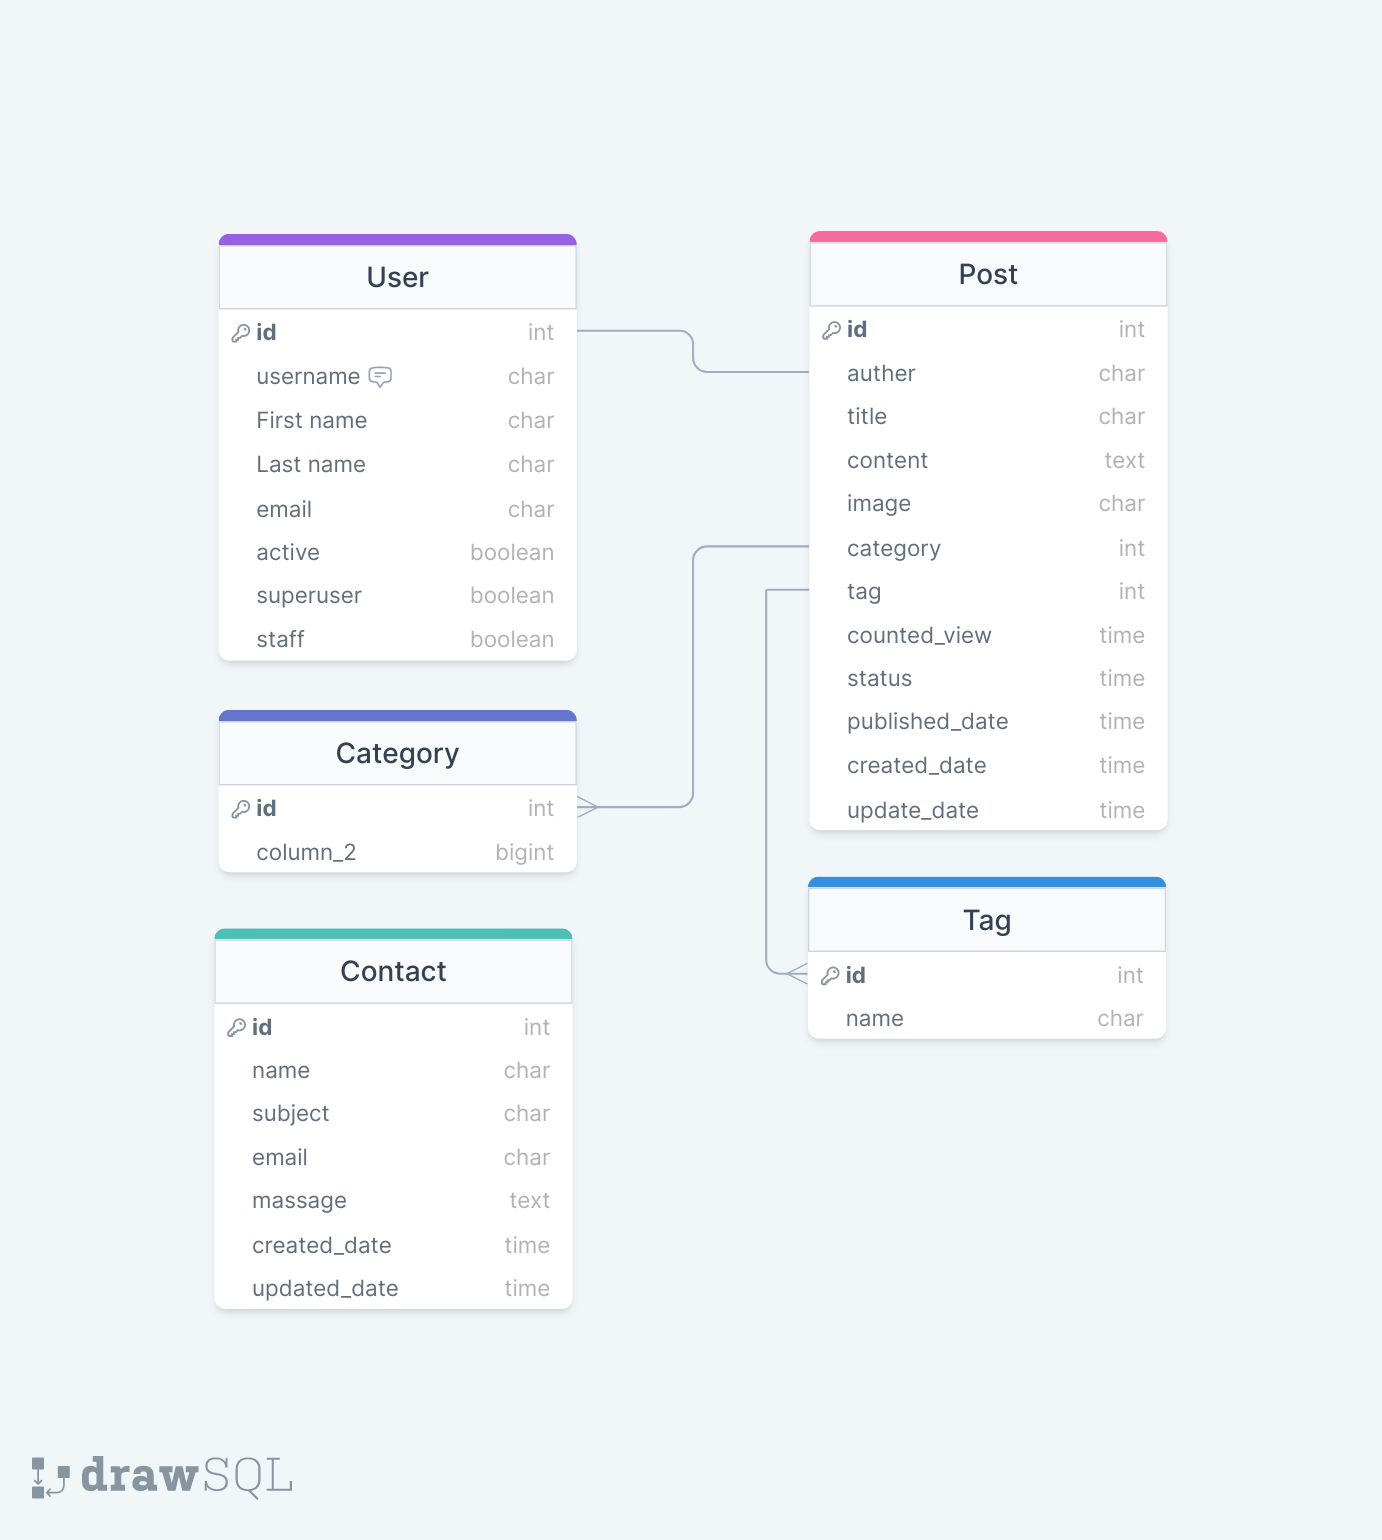 User
id int
username char
First name char
Last name char
email char
active boolean
superuser boolean
staff boolean
Post
id int
auther char
title char
content text
image char
category int
tag int
counted_view time
status time
published_date time
created_date time
update_date time
Category
id int
column_2 bigint
Tag
id int
name char
Contact
id int
name char
subject char
email char
massage text
created_date time
updated_date time
drawSQL